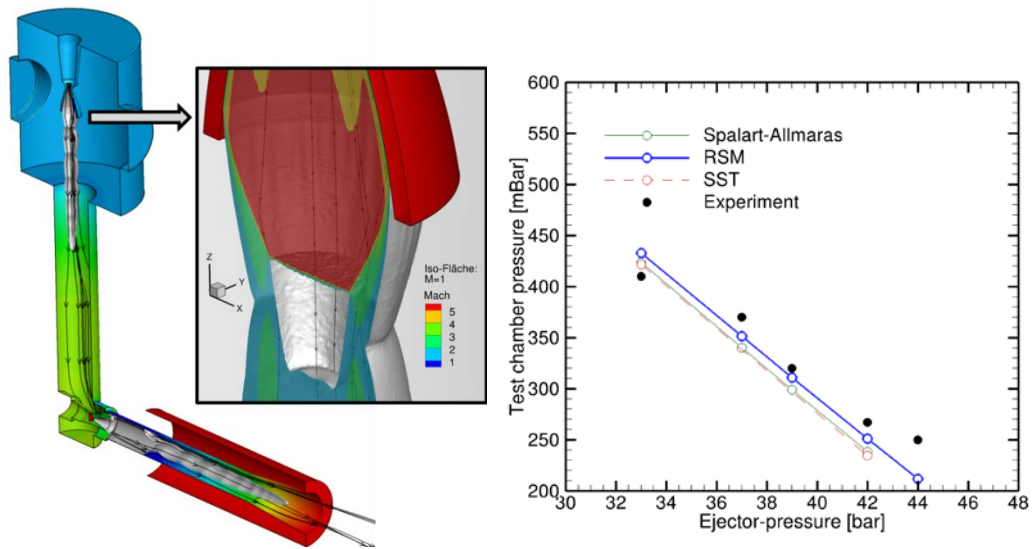 Z
Y
X
Iso-Fläche:
M=1
Mach
5
4
3
2
1
600
550
500
450
400
350
300
250
200
Test chamber pressure [mBar]
Spalart-Allmaras
RSM
SST
Experiment
30 32 34 36 38 40 42 44 46 48
Ejector-pressure [bar]